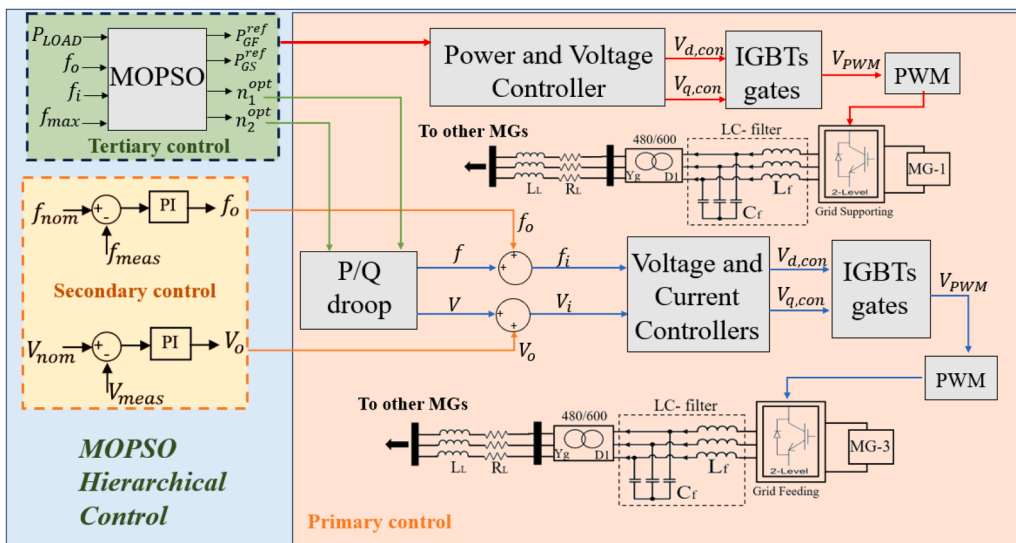 P_LOAD
f_o
f_i
f_max
MOPSO
P_GF^ref
P_GS^ref
n_1^opt
n_2^opt
Tertiary control
Power and Voltage
Controller
V_d,con
V_q,con
IGBTs
gates
V_PWM
PWM
To other MGs
480/600
LC- filter
L_L
R_L
Yg
D1
C_f
L_f
2-Level
Grid Supporting
MG-1
f_nom
+
-
PI
f_o
f_meas
Secondary control
V_nom
+
-
PI
V_o
V_meas
P/Q
droop
f
V
f_o
+
+
f_i
+
+
V_i
V_o
Voltage and
Current
Controllers
V_d,con
V_q,con
IGBTs
gates
V_PWM
PWM
To other MGs
480/600
LC- filter
L_L
R_L
Yg
D1
C_f
L_f
2-Level
Grid Feeding
MG-3
MOPSO
Hierarchical
Control
Primary control